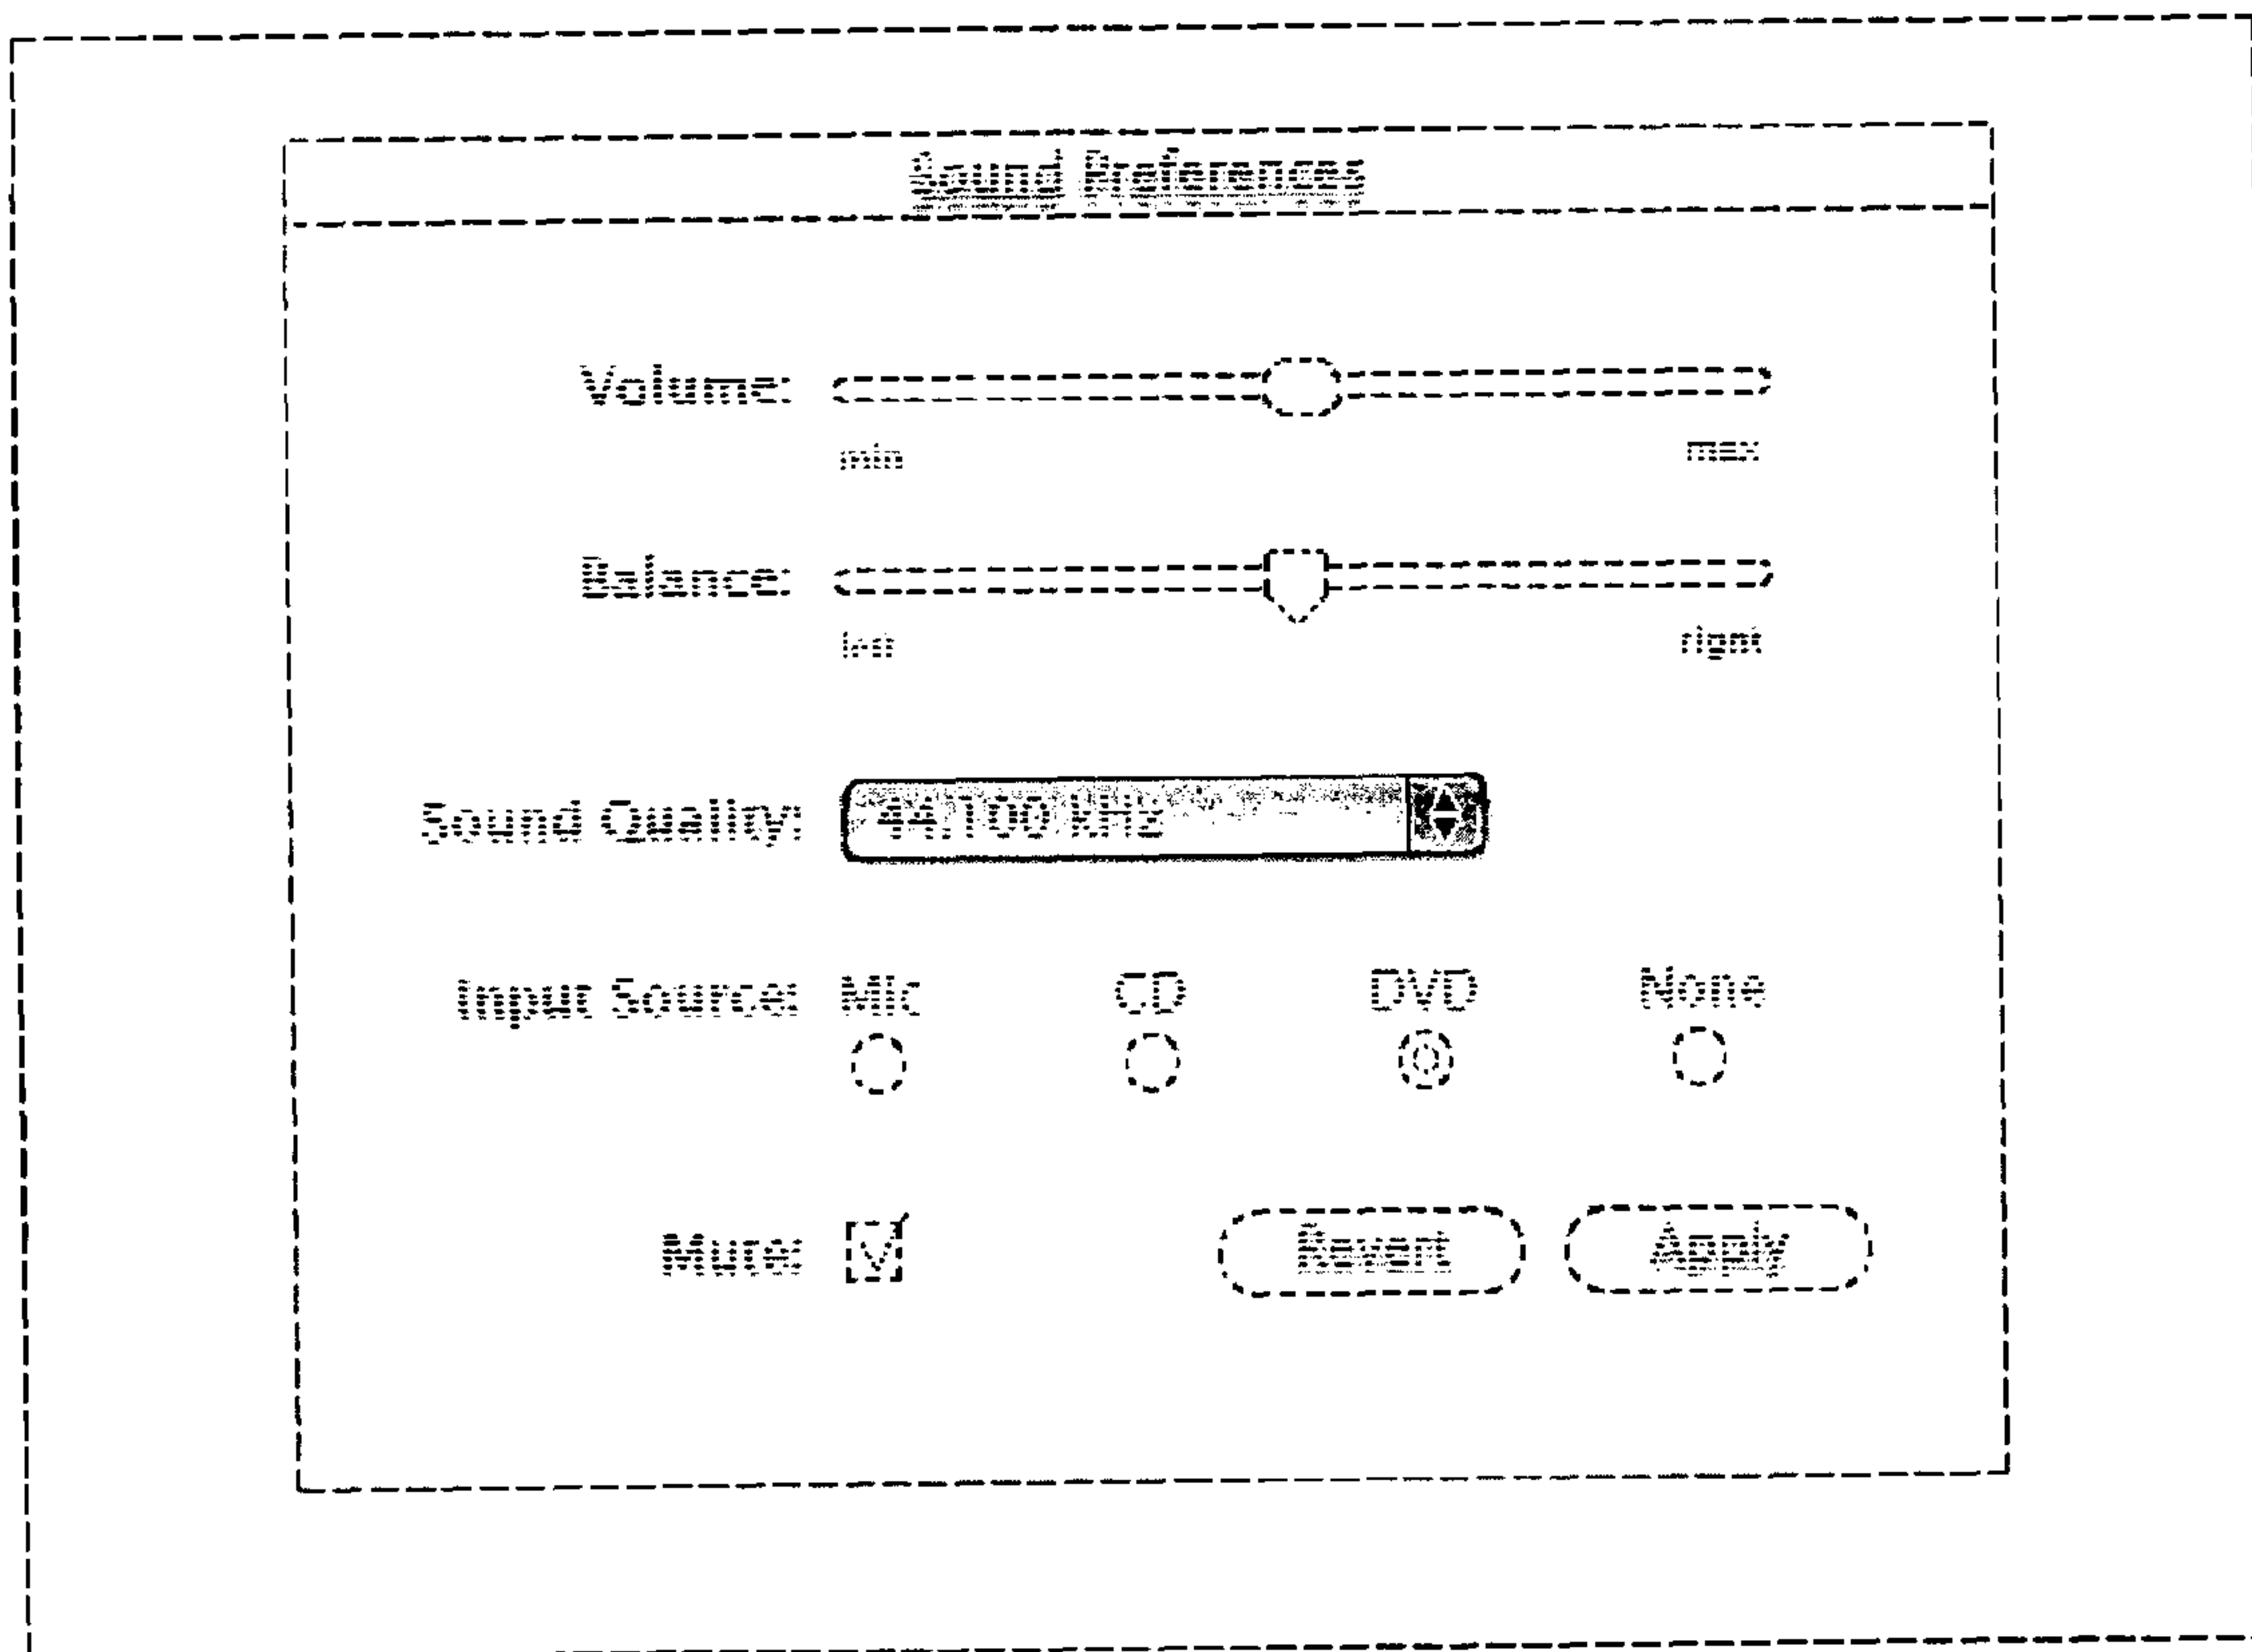 Sound Preferences
Volume:
min max
Balance:
left right
Sound Quality: 44.100 kHz
Input Source: Mic CD DVD None
Mute: Revert Apply